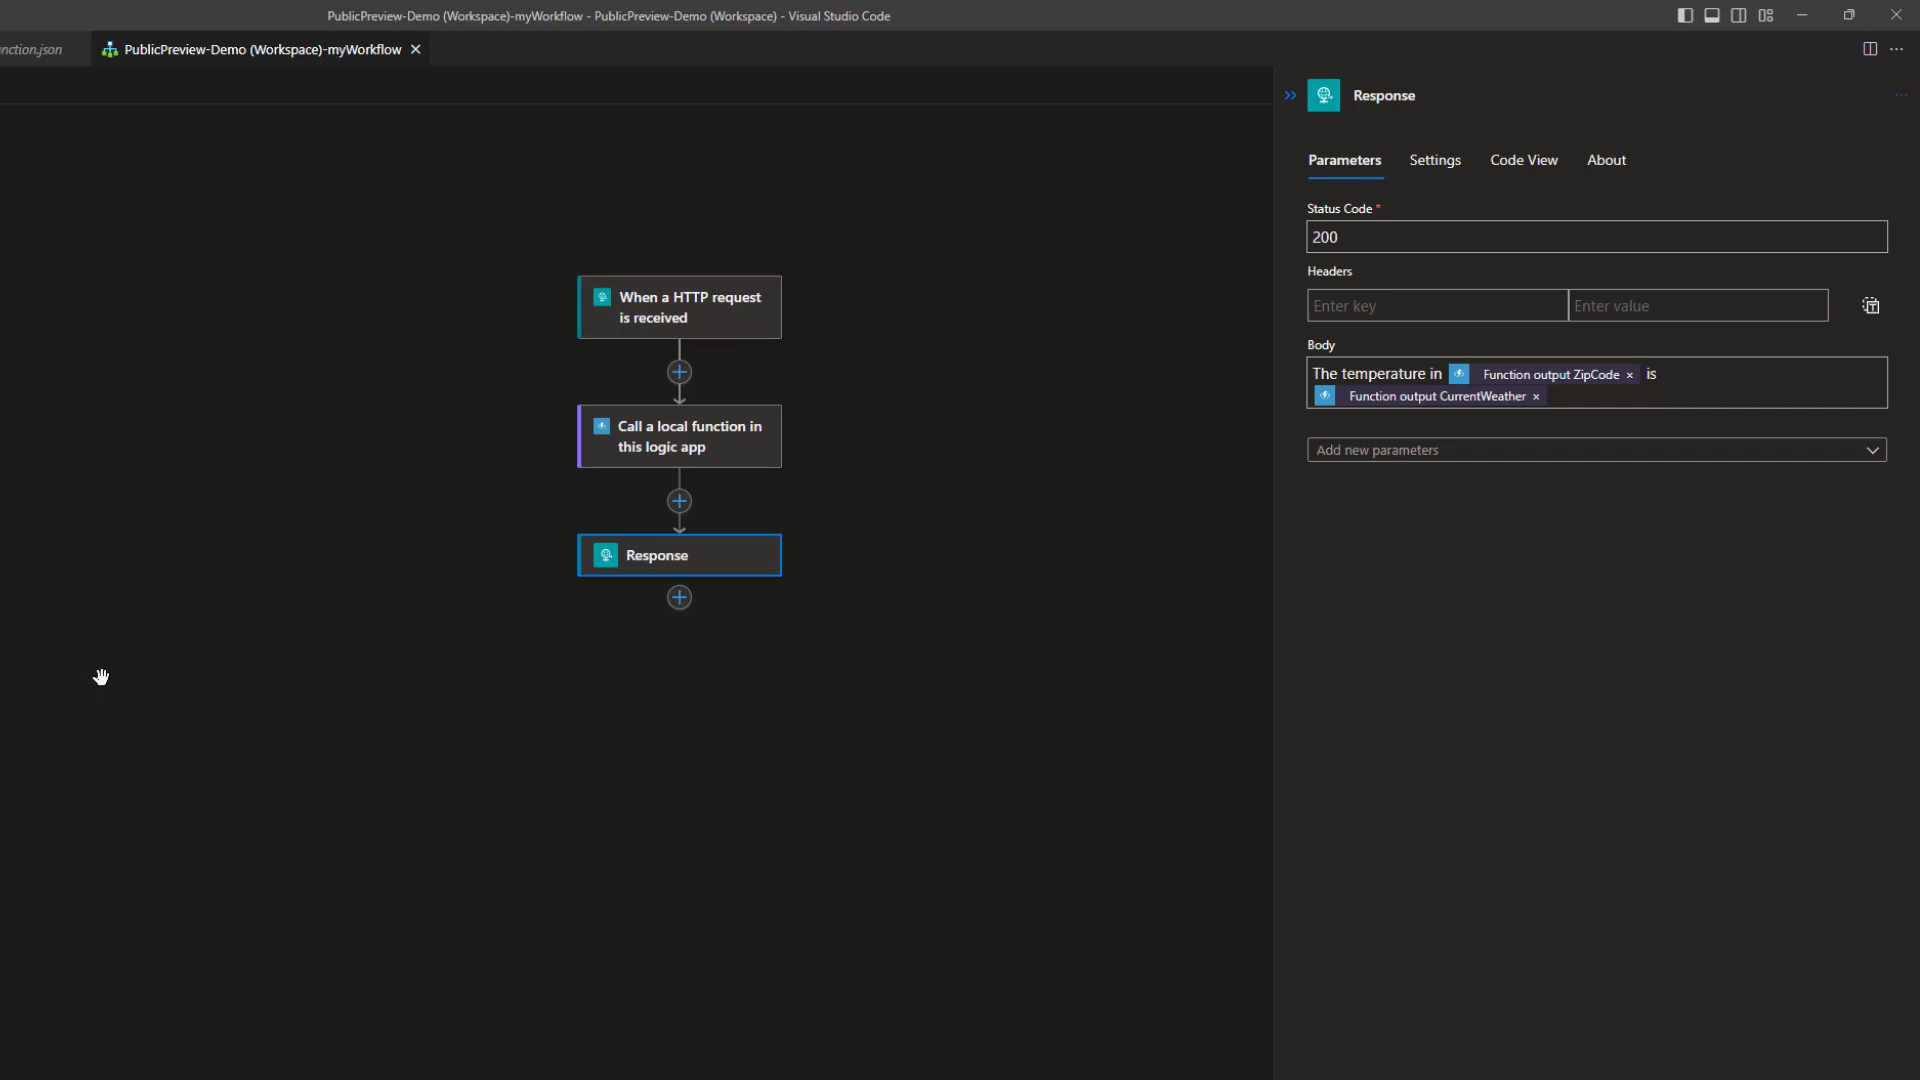 PublicPreview-Demo (Workspace)-myWorkflow - PublicPreview-Demo (Workspace) - Visual Studio Code
nction.json
PublicPreview-Demo (Workspace)-myWorkflow
Response
Parameters Settings Code View About
Status Code *
200
Headers
Enter key Enter value
Body
The temperature in Function output ZipCode × is
Function output CurrentWeather ×
Add new parameters
When a HTTP request
is received
Call a local function in
this logic app
Response